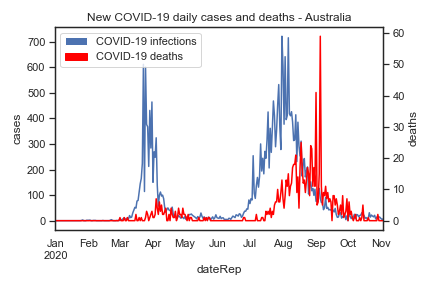 New COVID-19 daily cases and deaths - Australia
COVID-19 infections
COVID-19 deaths
700
600
500
400
300
200
100
0
cases
60
50
40
30
20
10
0
deaths
Jan Feb Mar Apr May Jun Jul Aug Sep Oct Nov
2020
dateRep